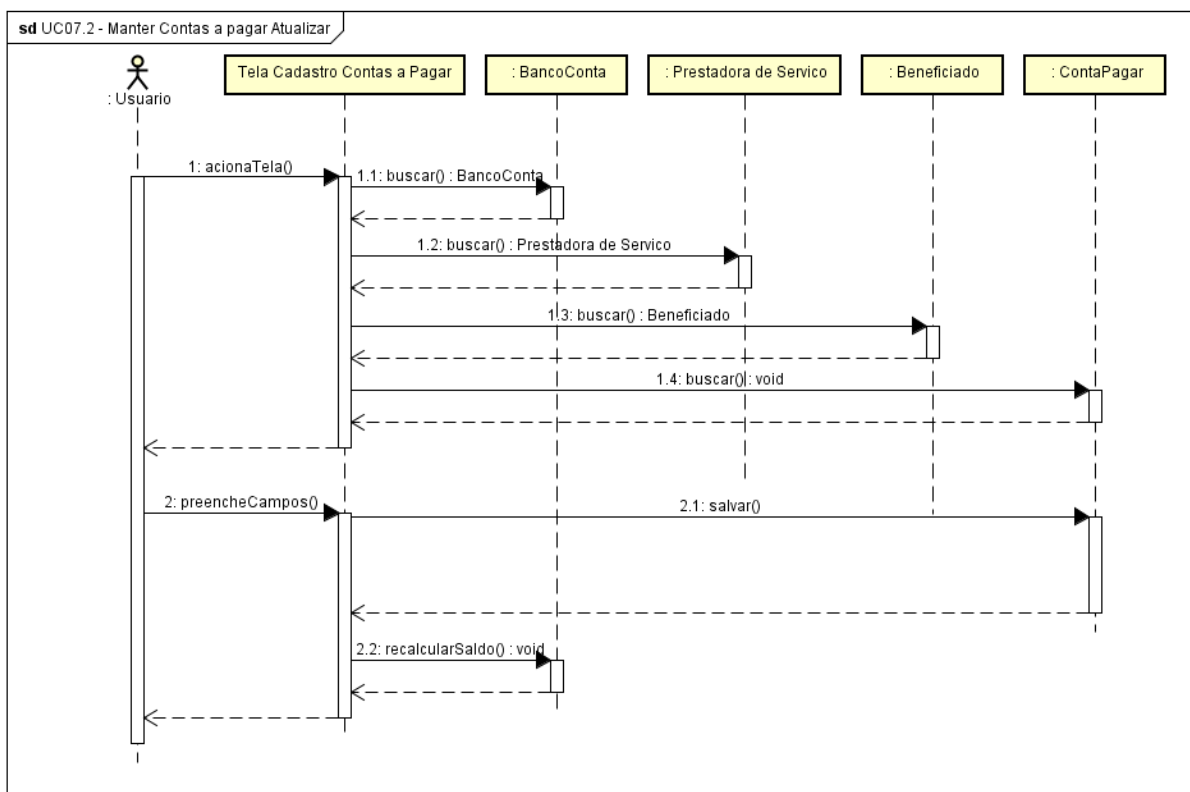 sd UC07.2 - Manter Contas a pagar Atualizar
: Usuario
Tela Cadastro Contas a Pagar
: BancoConta
: Prestadora de Servico
: Beneficiado
: ContaPagar
1: acionaTela()
1.1: buscar() : BancoConta
1.2: buscar() : Prestadora de Servico
1.3: buscar() : Beneficiado
1.4: buscar() : void
2: preencheCampos()
2.1: salvar()
2.2: recalcularSaldo() : void